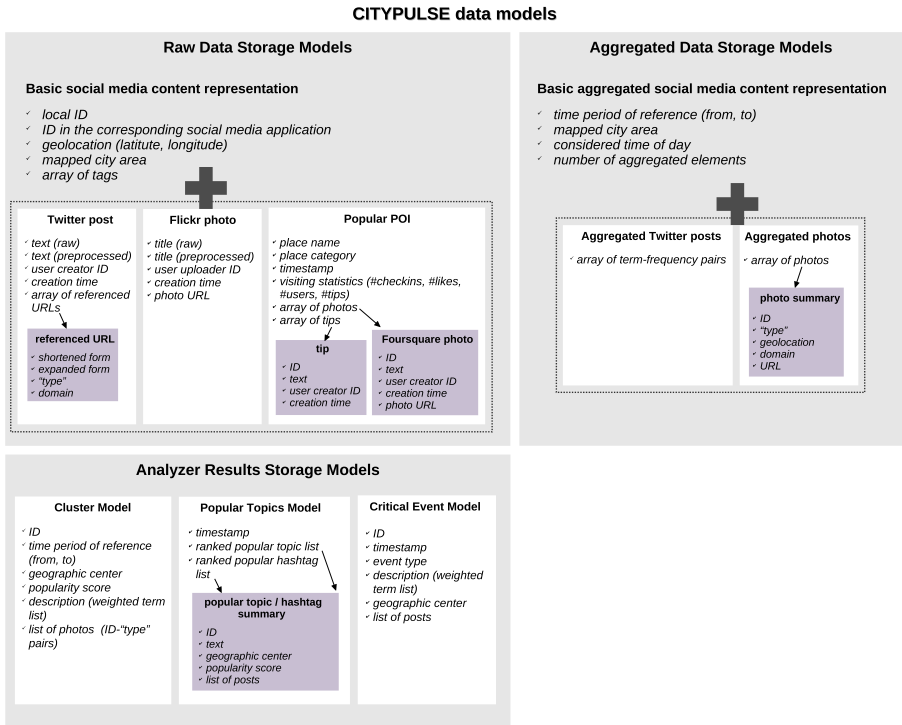 CITYPULSE data models
Raw Data Storage Models
Basic social media content representation
local ID
ID in the corresponding social media application
geolocation (latitute, longitude)
mapped city area
array of tags
Twitter post
text (raw)
text (preprocessed)
user creator ID
creation time
array of referenced
URLs
referenced URL
shortened form
expanded form
“type”
domain
Flickr photo
title (raw)
title (preprocessed)
user uploader ID
creation time
photo URL
Popular POI
place name
place category
timestamp
visiting statistics (#checkins, #likes,
#users, #tips)
array of photos
array of tips
tip
ID
text
user creator ID
creation time
Foursquare photo
ID
text
user creator ID
creation time
photo URL
Aggregated Data Storage Models
Basic aggregated social media content representation
time period of reference (from, to)
mapped city area
considered time of day
number of aggregated elements
Aggregated Twitter posts
array of term-frequency pairs
Aggregated photos
array of photos
photo summary
ID
“type”
geolocation
domain
URL
Analyzer Results Storage Models
Cluster Model
ID
time period of reference
(from, to)
geographic center
popularity score
description (weighted term
list)
list of photos (ID-“type”
pairs)
Popular Topics Model
timestamp
ranked popular topic list
ranked popular hashtag
list
popular topic / hashtag
summary
ID
text
geographic center
popularity score
list of posts
Critical Event Model
ID
timestamp
event type
description (weighted
term list)
geographic center
list of posts